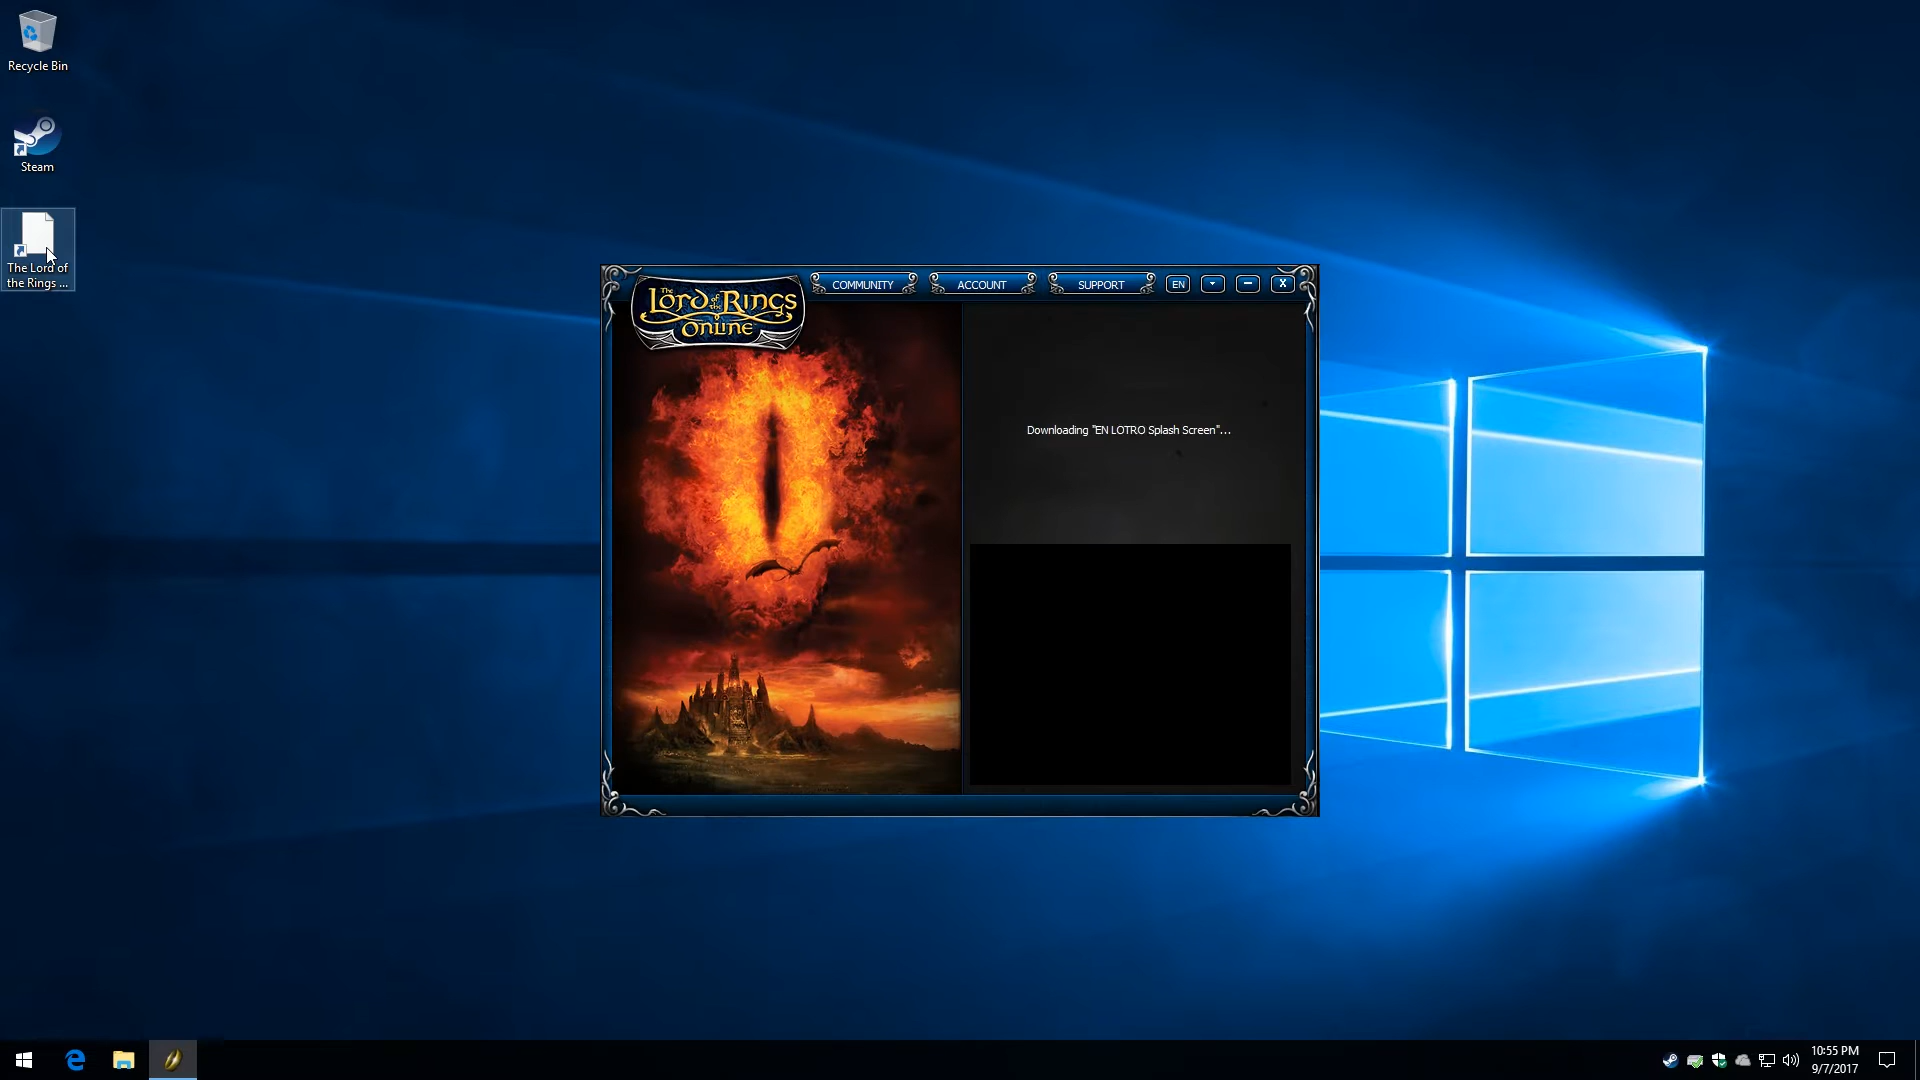 Recycle Bin
Steam
The Lord of
the Rings ...
The
Lord of the Rings
Online
COMMUNITY
ACCOUNT
SUPPORT
EN
X
Downloading "EN LOTRO Splash Screen"...
10:55 PM
9/7/2017